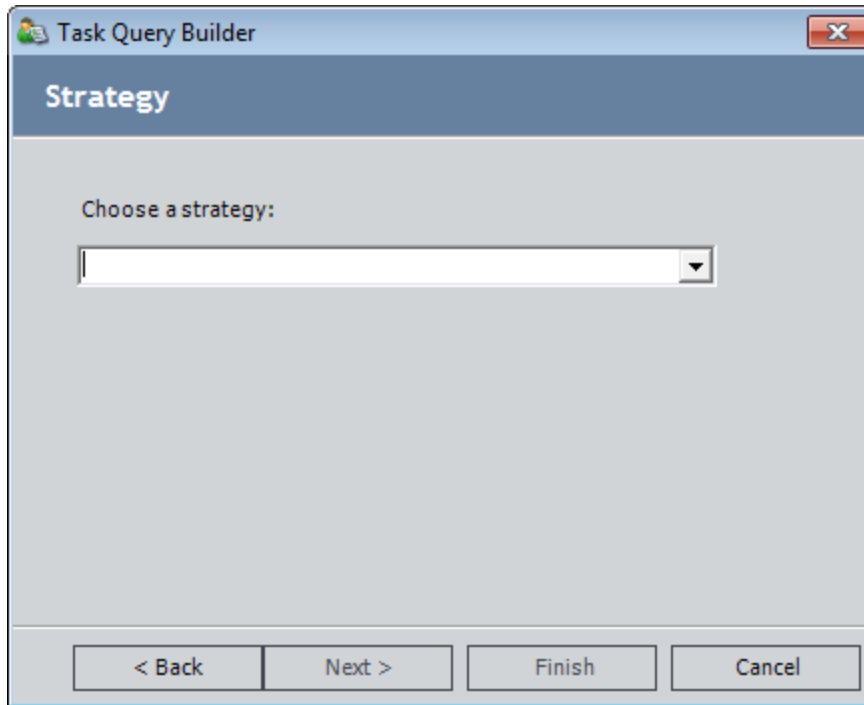 Task Query Builder
Strategy
Choose a strategy:
< Back Next > Finish Cancel